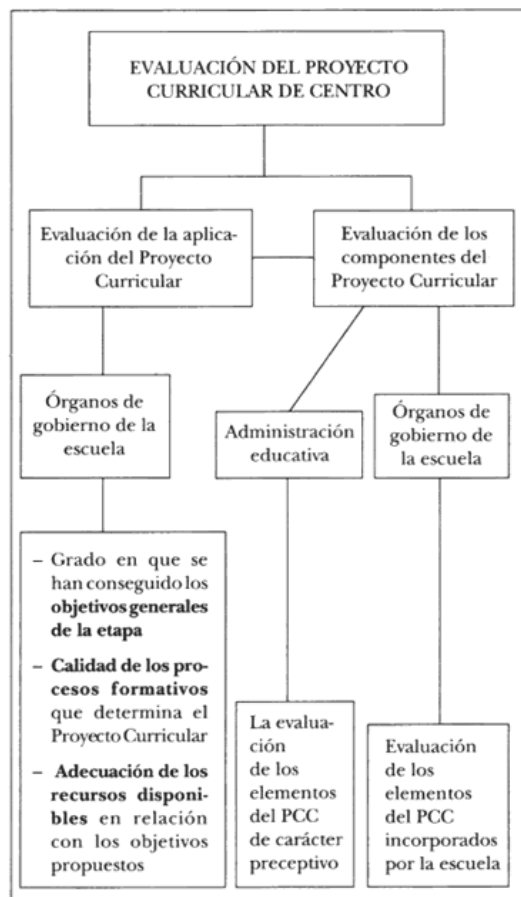 EVALUACIÓN DEL PROYECTO
CURRICULAR DE CENTRO
Evaluación de la aplica-
ción del Proyecto
Curricular
Evaluación de los
componentes del
Proyecto Curricular
Órganos de
gobierno de la
escuela
Administración
educativa
Órganos de
gobierno de
la escuela
– Grado en que se
han conseguido los
objetivos generales
de la etapa
– Calidad de los pro-
cesos formativos
que determina el
Proyecto Curricular
– Adecuación de los
recursos disponi-
bles en relación
con los objetivos
propuestos
La evalua-
ción
de los
elementos
del PCC
de carácter
preceptivo
Evaluación
de los
elementos
del PCC
incorporados
por la escuela